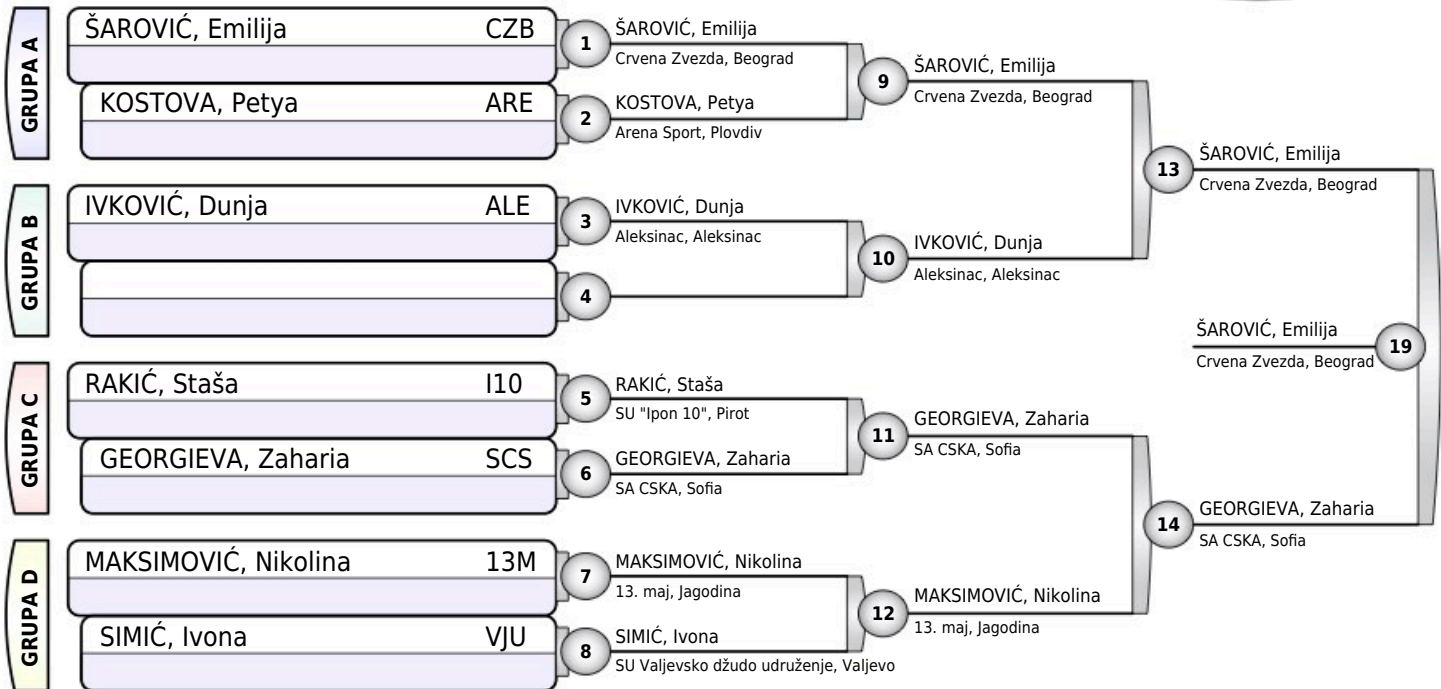 GRUPA A
ŠAROVIĆ, Emilija CZB
KOSTOVA, Petya ARE
GRUPA B
IVKOVIĆ, Dunja ALE
GRUPA C
RAKIĆ, Staša I10
GEORGIEVA, Zaharia SCS
GRUPA D
MAKSIMOVIĆ, Nikolina 13M
SIMIĆ, Ivona VJU
1
ŠAROVIĆ, Emilija
Crvena Zvezda, Beograd
2
KOSTOVA, Petya
Arena Sport, Plovdiv
3
IVKOVIĆ, Dunja
Aleksinac, Aleksinac
4
5
RAKIĆ, Staša
SU "Ipon 10", Pirot
6
GEORGIEVA, Zaharia
SA CSKA, Sofia
7
MAKSIMOVIĆ, Nikolina
13. maj, Jagodina
8
SIMIĆ, Ivona
SU Valjevsko džudo udruženje, Valjevo
9
ŠAROVIĆ, Emilija
Crvena Zvezda, Beograd
10
IVKOVIĆ, Dunja
Aleksinac, Aleksinac
11
GEORGIEVA, Zaharia
SA CSKA, Sofia
12
MAKSIMOVIĆ, Nikolina
13. maj, Jagodina
13
ŠAROVIĆ, Emilija
Crvena Zvezda, Beograd
14
GEORGIEVA, Zaharia
SA CSKA, Sofia
ŠAROVIĆ, Emilija
Crvena Zvezda, Beograd
19